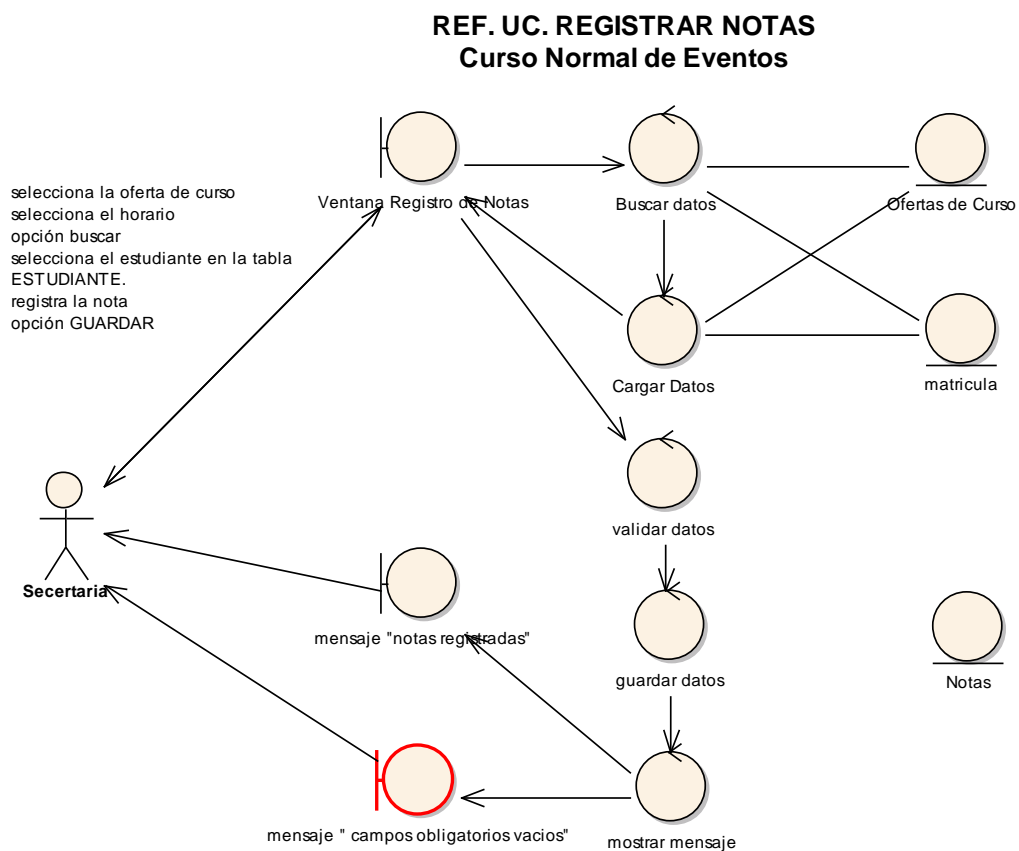 REF. UC. REGISTRAR NOTAS
Curso Normal de Eventos
selecciona la oferta de curso
selecciona el horario
opción buscar
selecciona el estudiante en la tabla
ESTUDIANTE.
registra la nota
opción GUARDAR
Ventana Registro de Notas
Buscar datos
Ofertas de Curso
Cargar Datos
matricula
validar datos
Secertaria
mensaje "notas registradas"
guardar datos
Notas
mensaje " campos obligatorios vacios"
mostrar mensaje